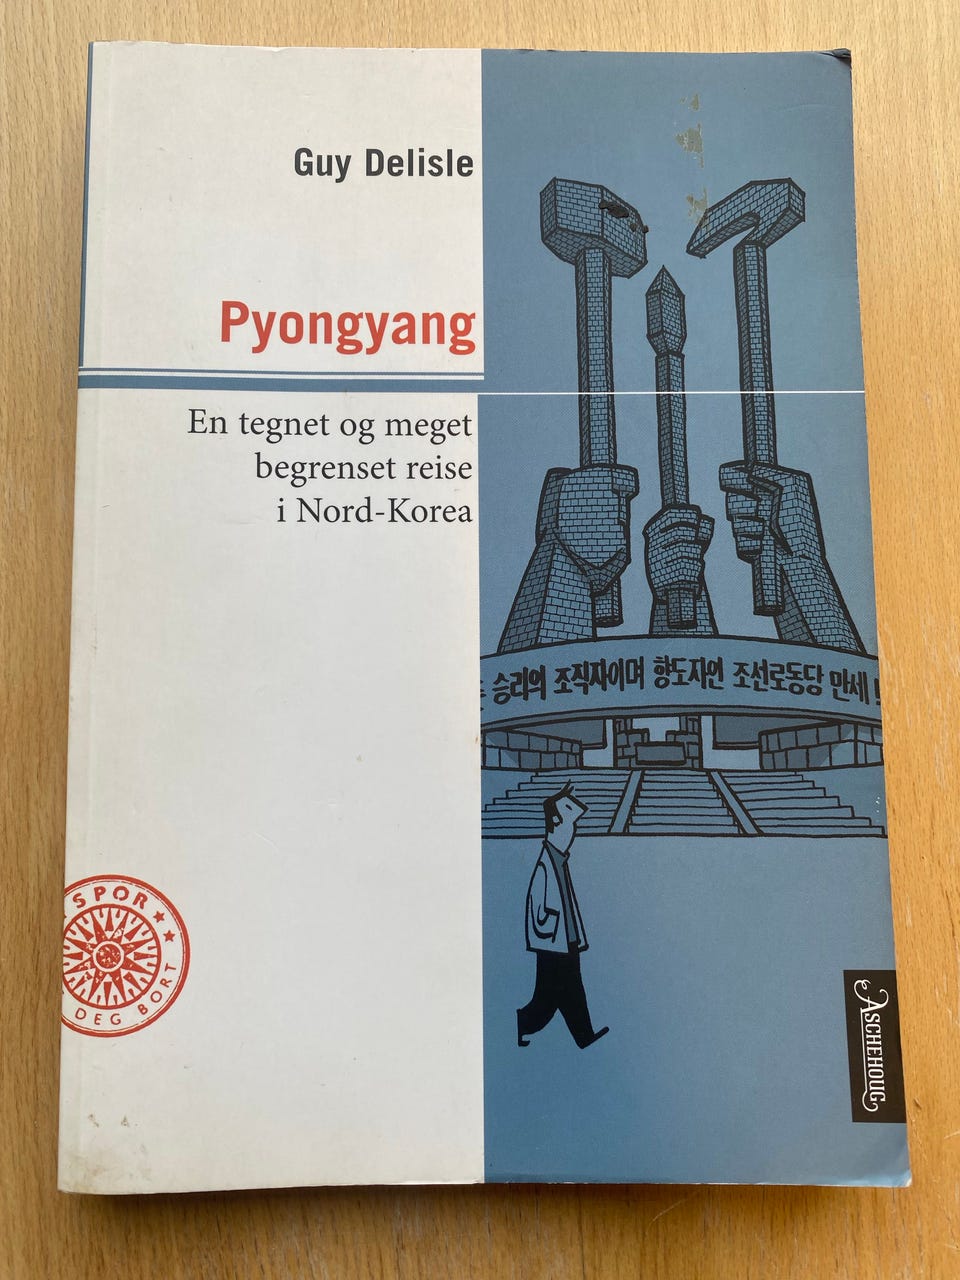 Guy Delisle
Pyongyang
En tegnet og meget
begrenset reise
i Nord-Korea
승리의 조직자이며 향도자인 조선로동당 만세
SPOR
DEG BORT
ASCHEHOUG